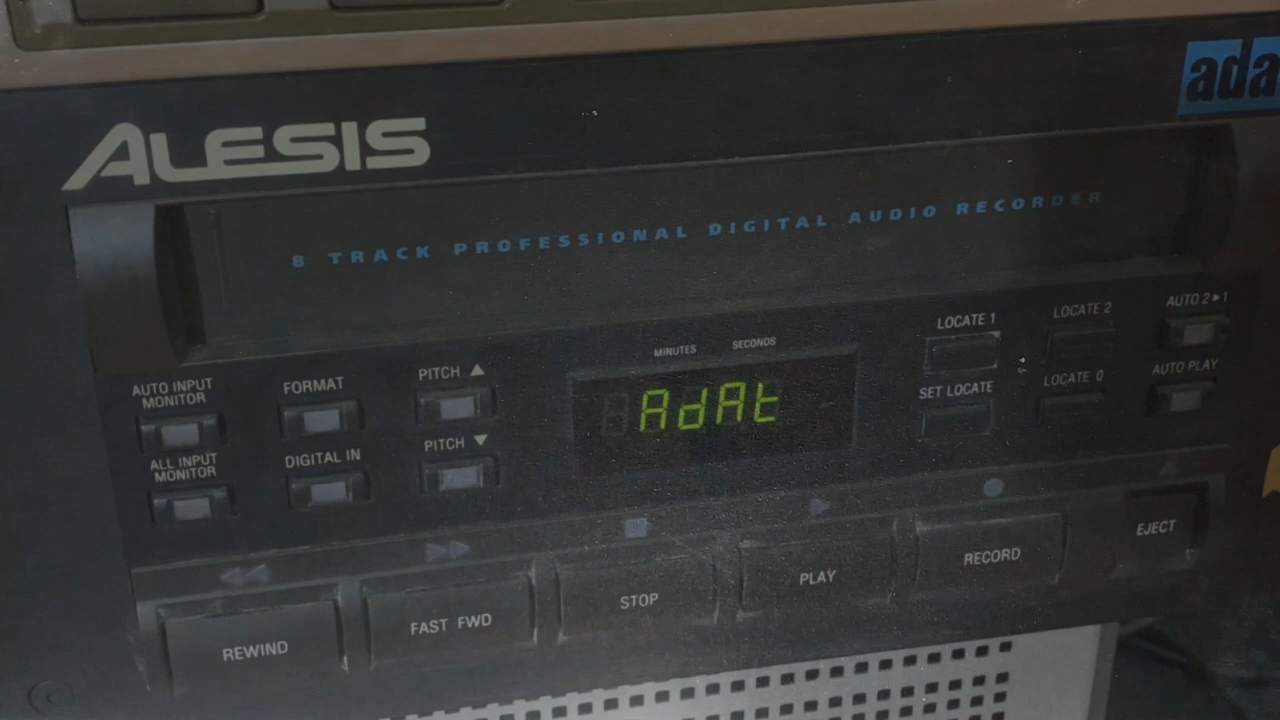 ada
ALESIS
8 TRACK PROFESSIONAL DIGITAL AUDIO RECORDER
MINUTES SECONDS
AdAt
AUTO INPUT
MONITOR
FORMAT
PITCH ▲
ALL INPUT
MONITOR
DIGITAL IN
PITCH ▼
LOCATE 1
LOCATE 2
AUTO 2▶1
SET LOCATE
LOCATE 0
AUTO PLAY
REWIND
FAST FWD
STOP
PLAY
RECORD
EJECT